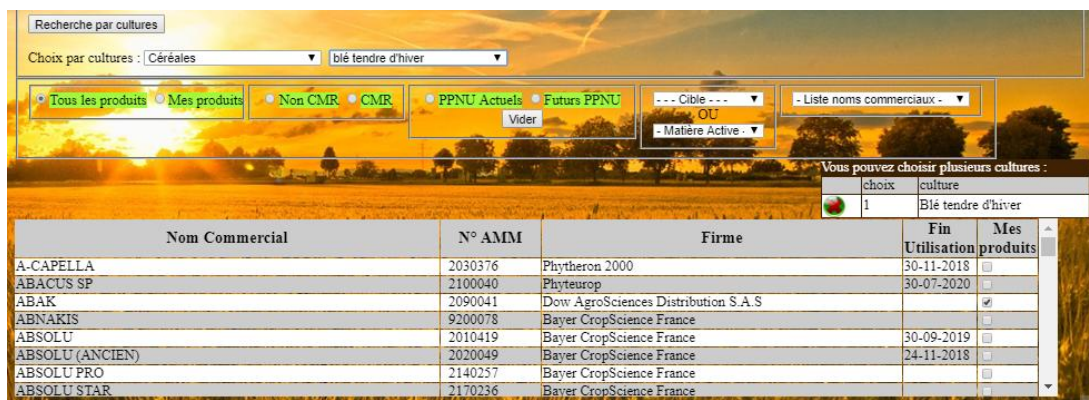 Recherche par cultures
Choix par cultures : Céréales blé tendre d'hiver
Tous les produits Mes produits Non CMR CMR PPNU Actuels Futurs PPNU - - - Cible - - - - Liste noms commerciaux -
Vider OU
- Matière Active -
Vous pouvez choisir plusieurs cultures :
choix culture
1 Blé tendre d'hiver
Nom Commercial N° AMM Firme Fin Utilisation Mes produits
A-CAPELLA 2030376 Phytheron 2000 30-11-2018
ABACUS SP 2100040 Phyteurop 30-07-2020
ABAK 2090041 Dow AgroSciences Distribution S.A.S
ABNAKIS 9200078 Bayer CropScience France
ABSOLU 2010419 Bayer CropScience France 30-09-2019
ABSOLU (ANCIEN) 2020049 Bayer CropScience France 24-11-2018
ABSOLU PRO 2140257 Bayer CropScience France
ABSOLU STAR 2170236 Bayer CropScience France